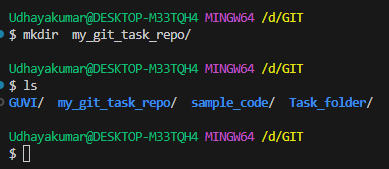 Udhayakumar@DESKTOP-M33TQH4 MINGW64 /d/GIT
$ mkdir  my_git_task_repo/
Udhayakumar@DESKTOP-M33TQH4 MINGW64 /d/GIT
$ ls
GUVI/  my_git_task_repo/  sample_code/  Task_folder/
Udhayakumar@DESKTOP-M33TQH4 MINGW64 /d/GIT
$